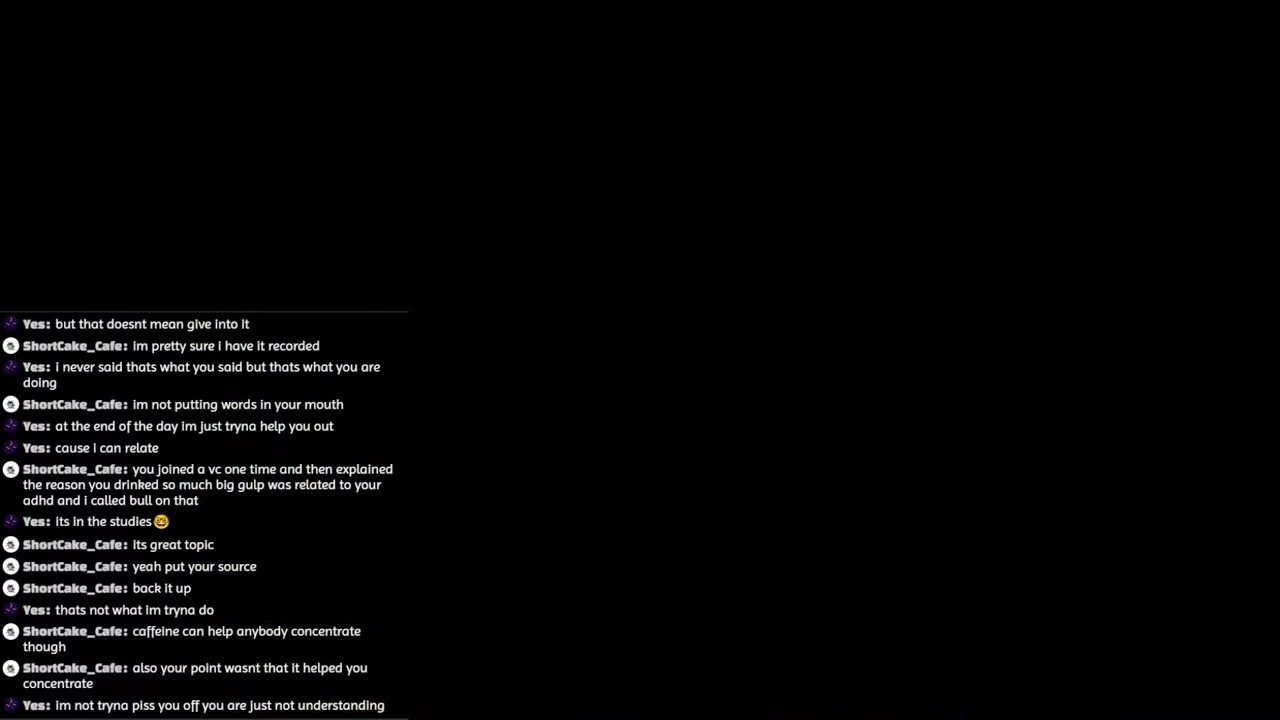 Yes: but that doesnt mean give into it
ShortCake_Cafe: im pretty sure i have it recorded
Yes: i never said thats what you said but thats what you are
doing
ShortCake_Cafe: im not putting words in your mouth
Yes: at the end of the day im just tryna help you out
Yes: cause i can relate
ShortCake_Cafe: you joined a vc one time and then explained
the reason you drinked so much big gulp was related to your
adhd and i called bull on that
Yes: its in the studies🤓
ShortCake_Cafe: its great topic
ShortCake_Cafe: yeah put your source
ShortCake_Cafe: back it up
Yes: thats not what im tryna do
ShortCake_Cafe: caffeine can help anybody concentrate
though
ShortCake_Cafe: also your point wasnt that it helped you
concentrate
Yes: im not tryna piss you off you are just not understanding